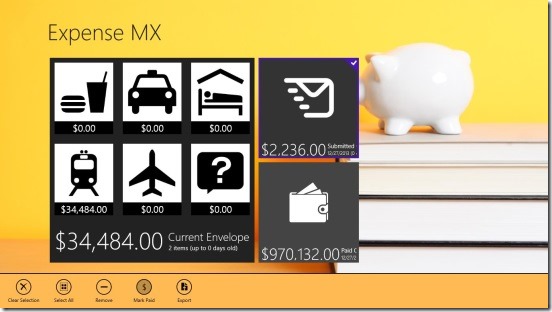 Expense MX
$0.00 $0.00 $0.00
$34,484.00 $0.00 $0.00
$34,484.00 Current Envelope
2 items (up to 0 days old)
$2,236.00 Submitted
12/27/2013
$970,132.00 Paid
12/27/2
Clear Selection Select All Remove Mark Paid Export